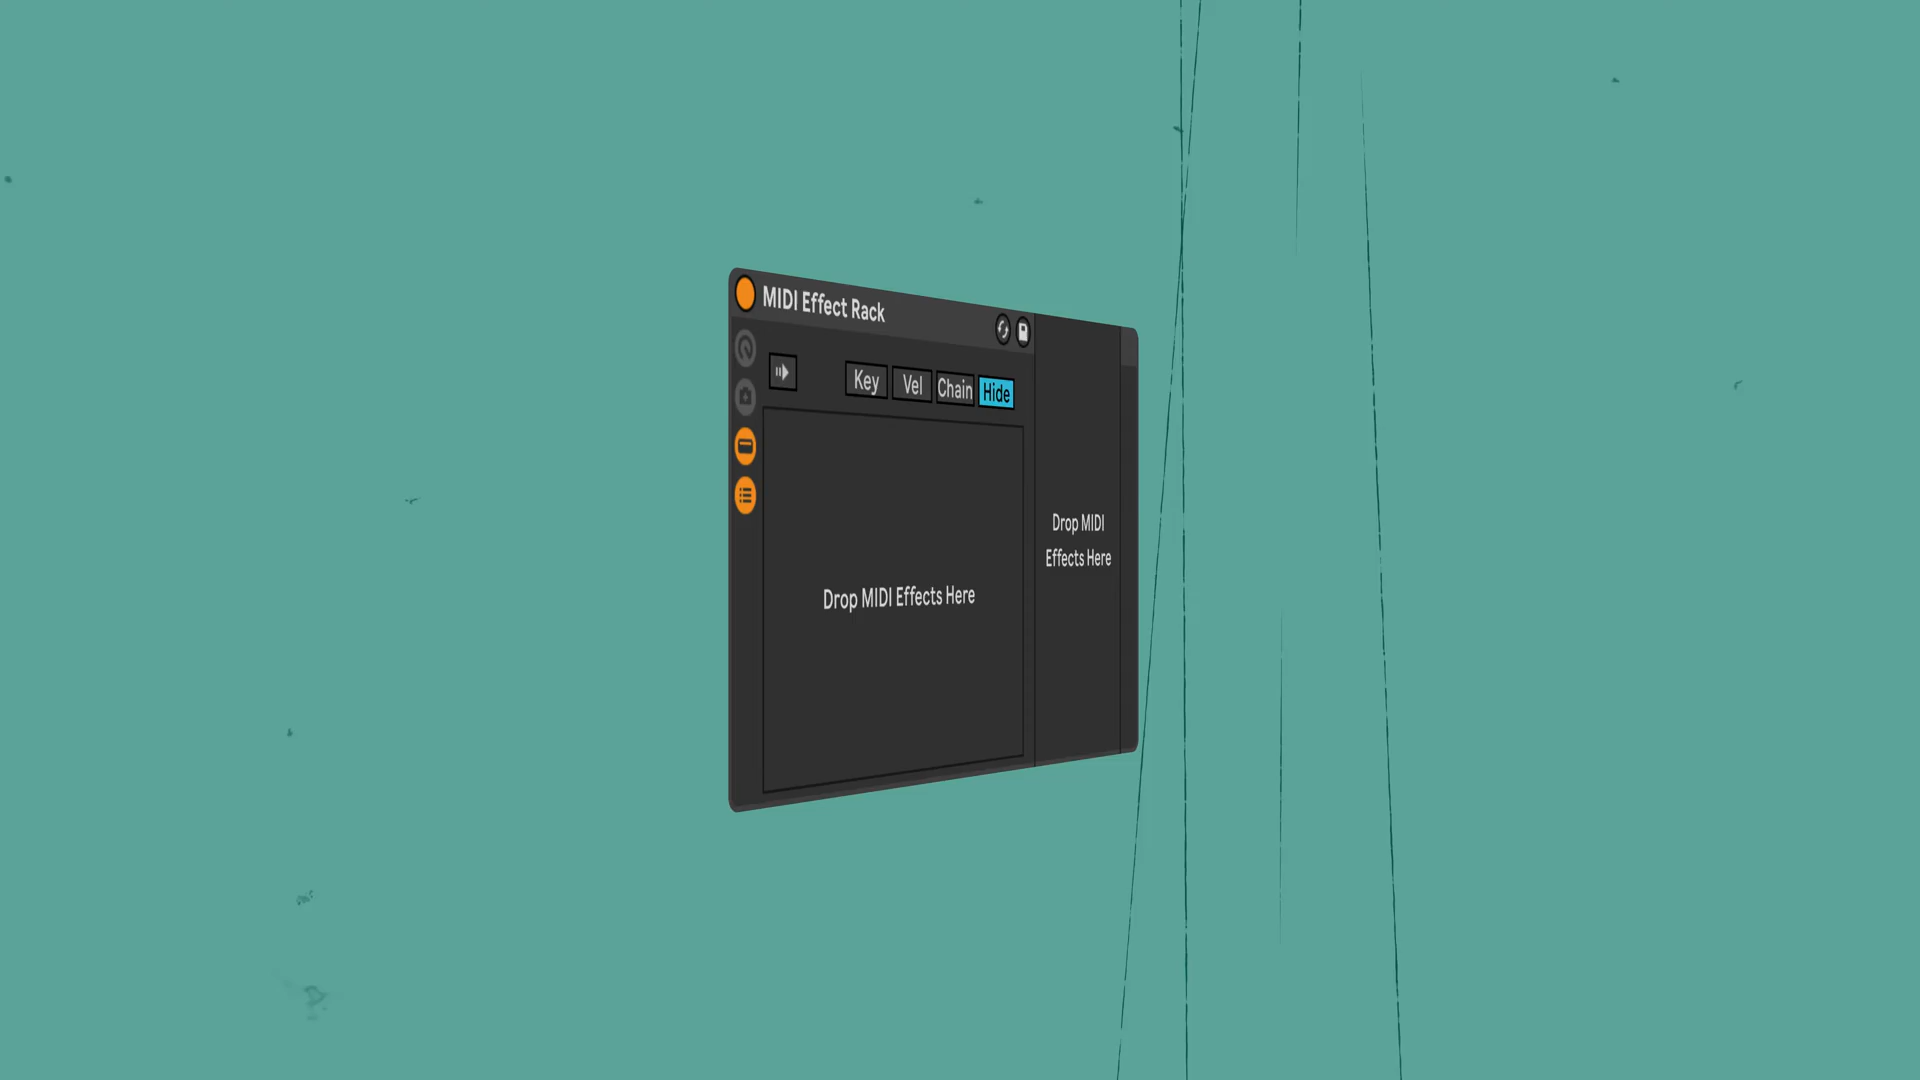 MIDI Effect Rack
Key Vel Chain Hide
Drop MIDI Effects Here
Drop MIDI
Effects Here